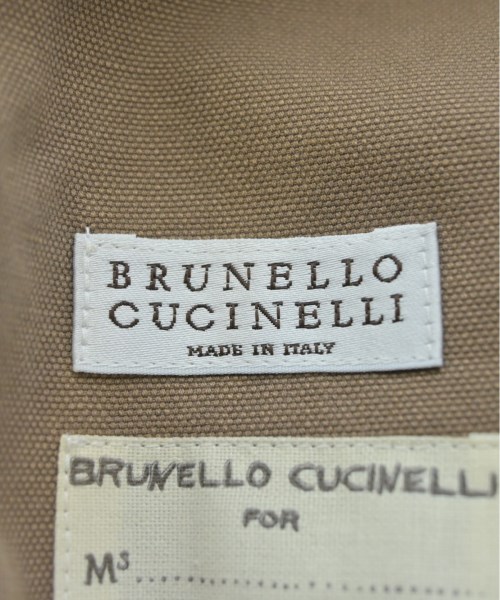 BRUNELLO
CUCINELLI
MADE IN ITALY
BRUNELLO CUCINELLI
FOR
Ms..................